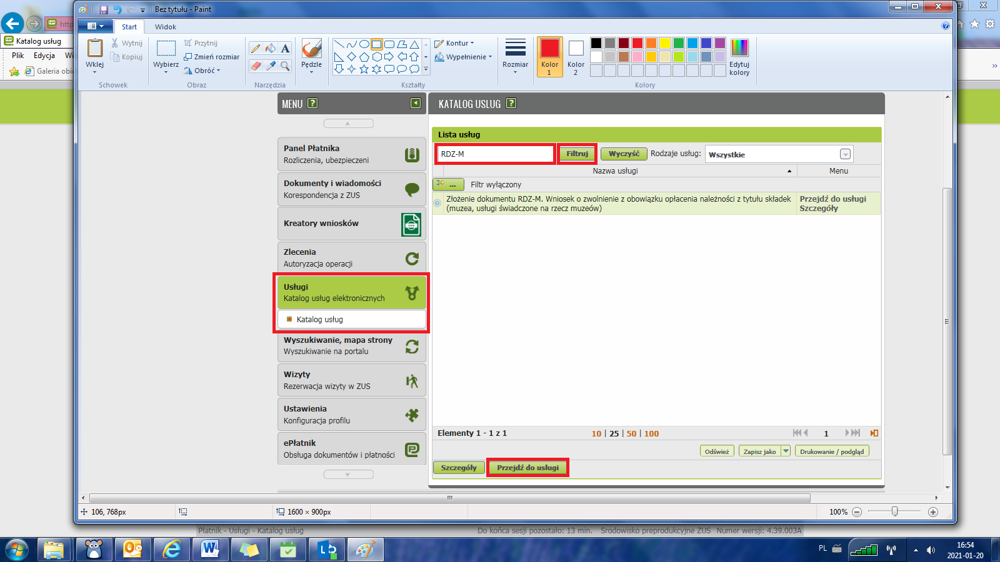 Bez tytułu - Paint
Start
Widok
http
Katalog usług
Plik Edycja Wi
Galeria obie
Wklej
Wytnij
Kopiuj
Schowek
Wybierz
Przytnij
Zmień rozmiar
Obróć
Obraz
A
Narzędzia
Pędzle
Kontur
Wypełnienie
Kształty
Rozmiar
Kolor
1
Kolor
2
Edytuj
kolory
Kolory
MENU ?
KATALOG USŁUG ?
Panel Płatnika
Rozliczenia, ubezpieczeni
Dokumenty i wiadomości
Korespondencja z ZUS
Kreatory wniosków
Zlecenia
Autoryzacja operacji
Usługi
Katalog usług elektronicznych
Katalog usług
Wyszukiwanie, mapa strony
Wyszukiwanie na portalu
Wizyty
Rezerwacja wizyty w ZUS
Ustawienia
Konfiguracja profilu
ePłatnik
Obsługa dokumentów i płatności
Lista usług
RDZ-M Filtruj Wyczyść Rodzaje usług: Wszystkie
Nazwa usługi Menu
... Filtr wyłączony
Złożenie dokumentu RDZ-M. Wniosek o zwolnienie z obowiązku opłacenia należności z tytułu składek Przejdź do usługi
(muzea, usługi świadczone na rzecz muzeów) Szczegóły
Elementy 1 - 1 z 1 10 | 25 | 50 | 100 1
Odśwież Zapisz jako Drukowanie / podgląd
Szczegóły Przejdź do usługi
106, 768px 1600 × 900px 100%
Płatnik - Usługi - Katalog usług Do końca sesji pozostało: 13 min. Środowisko preprodukcyjne ZUS Numer wersji: 4.39.003A
PL
16:54
2021-01-20